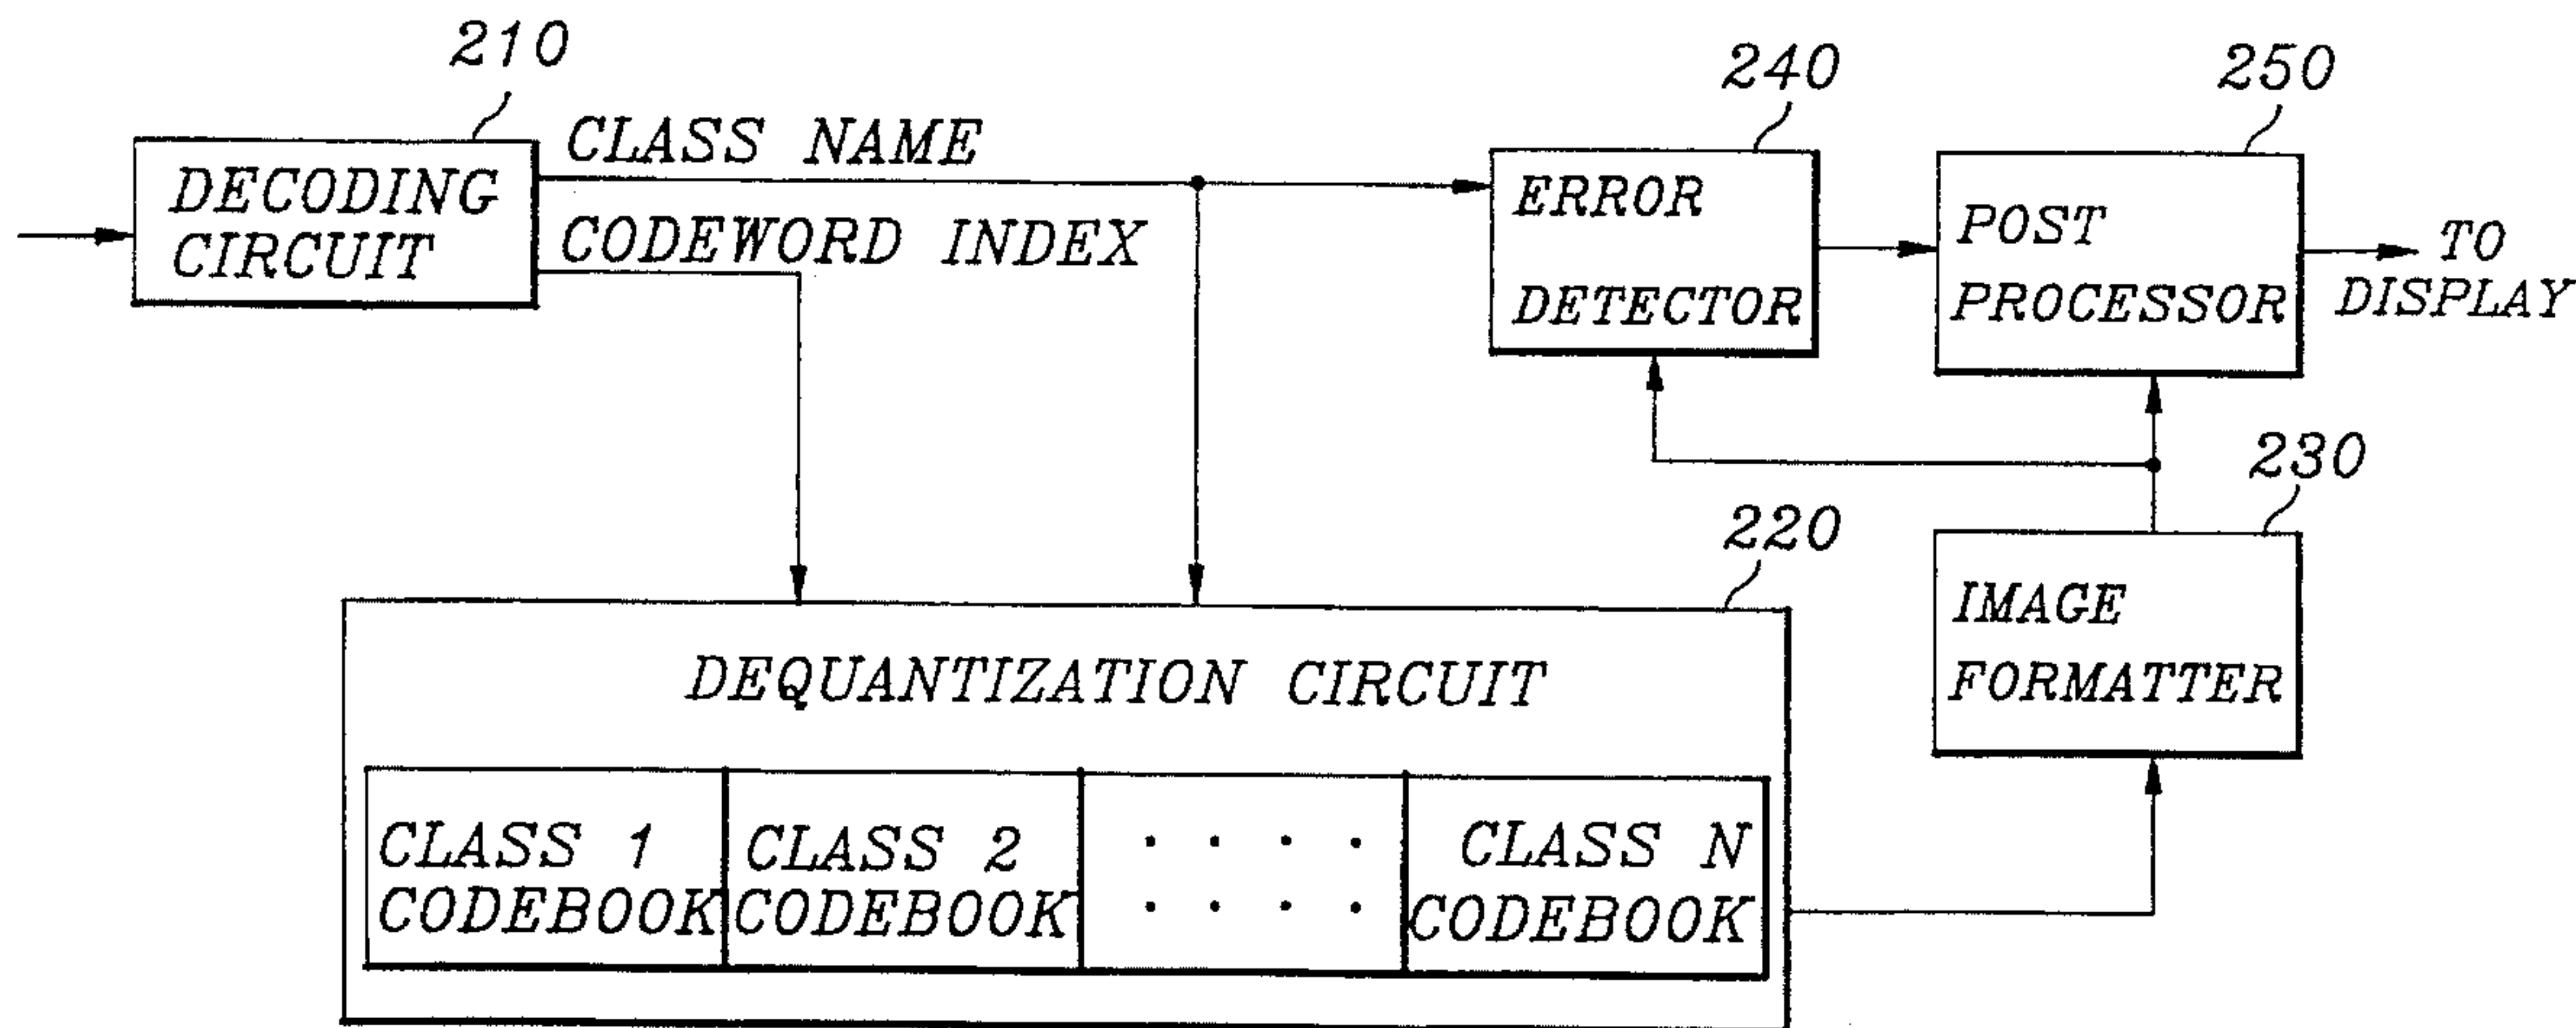 210
DECODING
CIRCUIT
CLASS NAME
CODEWORD INDEX
240
ERROR
DETECTOR
250
POST
PROCESSOR
TO
DISPLAY
230
IMAGE
FORMATTER
220
DEQUANTIZATION CIRCUIT
CLASS 1
CODEBOOK
CLASS 2
CODEBOOK
. . . .
. . . .
CLASS N
CODEBOOK